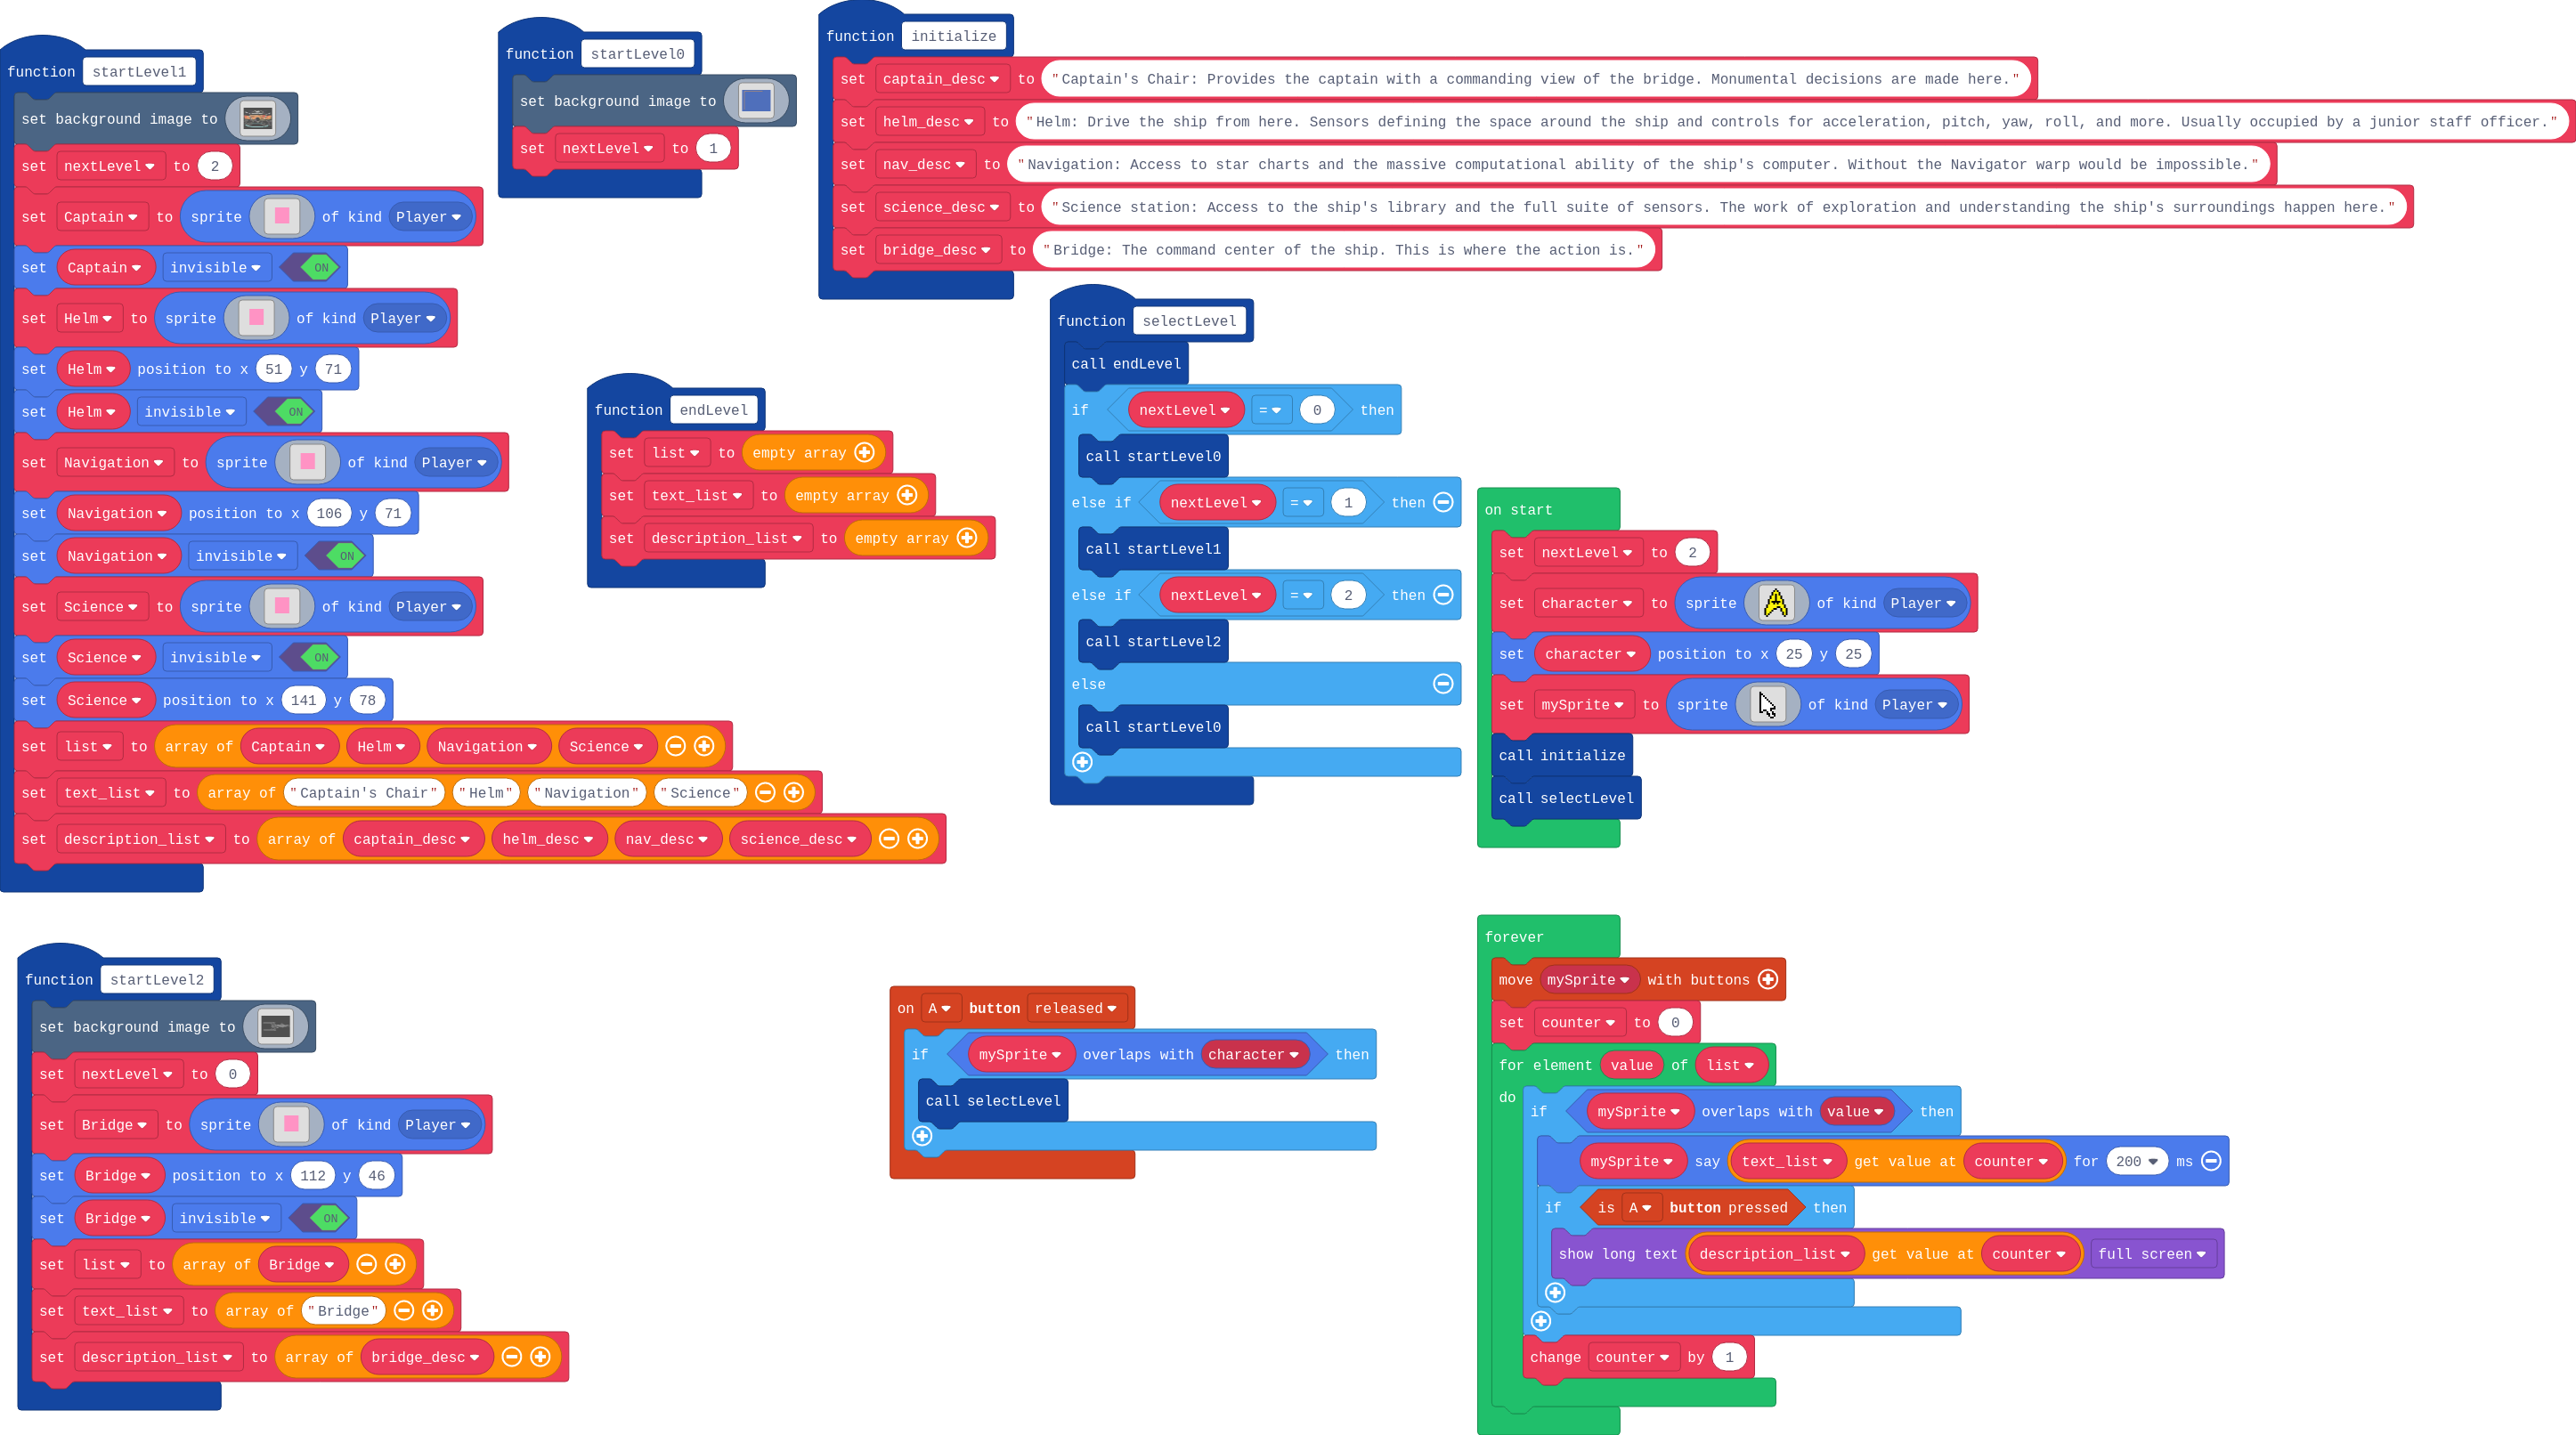 function startLevel1
set background image to
set nextLevel to 2
set Captain to sprite of kind Player
set Captain invisible ON
set Helm to sprite of kind Player
set Helm position to x 51 y 71
set Helm invisible ON
set Navigation to sprite of kind Player
set Navigation position to x 106 y 71
set Navigation invisible ON
set Science to sprite of kind Player
set Science invisible ON
set Science position to x 141 y 78
set list to array of Captain Helm Navigation Science
set text_list to array of "Captain's Chair" "Helm" "Navigation" "Science"
set description_list to array of captain_desc helm_desc nav_desc science_desc
function startLevel0
set background image to
set nextLevel to 1
function initialize
set captain_desc to "Captain's Chair: Provides the captain with a commanding view of the bridge. Monumental decisions are made here."
set helm_desc to "Helm: Drive the ship from here. Sensors defining the space around the ship and controls for acceleration, pitch, yaw, roll, and more. Usually occupied by a junior staff officer."
set nav_desc to "Navigation: Access to star charts and the massive computational ability of the ship's computer. Without the Navigator warp would be impossible."
set science_desc to "Science station: Access to the ship's library and the full suite of sensors. The work of exploration and understanding the ship's surroundings happen here."
set bridge_desc to "Bridge: The command center of the ship. This is where the action is."
function endLevel
set list to empty array
set text_list to empty array
set description_list to empty array
function selectLevel
call endLevel
if nextLevel = 0 then
call startLevel0
else if nextLevel = 1 then
call startLevel1
else if nextLevel = 2 then
call startLevel2
else
call startLevel0
on start
set nextLevel to 2
set character to sprite of kind Player
set character position to x 25 y 25
set mySprite to sprite of kind Player
call initialize
call selectLevel
function startLevel2
set background image to
set nextLevel to 0
set Bridge to sprite of kind Player
set Bridge position to x 112 y 46
set Bridge invisible ON
set list to array of Bridge
set text_list to array of "Bridge"
set description_list to array of bridge_desc
on A button released
if mySprite overlaps with character then
call selectLevel
forever
move mySprite with buttons
set counter to 0
for element value of list
do
if mySprite overlaps with value then
mySprite say text_list get value at counter for 200 ms
if is A button pressed then
show long text description_list get value at counter full screen
change counter by 1